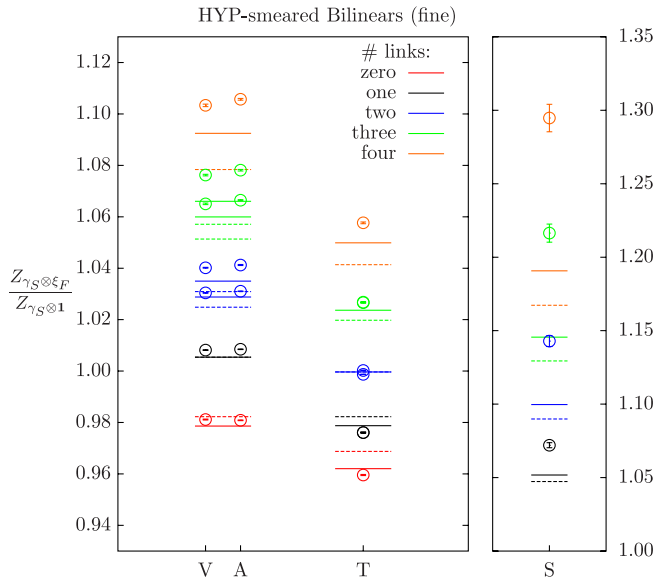 HYP-smeared Bilinears (fine)
# links:
zero
one
two
three
four
1.12
1.10
1.08
1.06
1.04
1.02
1.00
0.98
0.96
0.94
Z_{γ_S⊗ξ_F}
Z_{γ_S⊗1}
V A T S
1.35
1.30
1.25
1.20
1.15
1.10
1.05
1.00